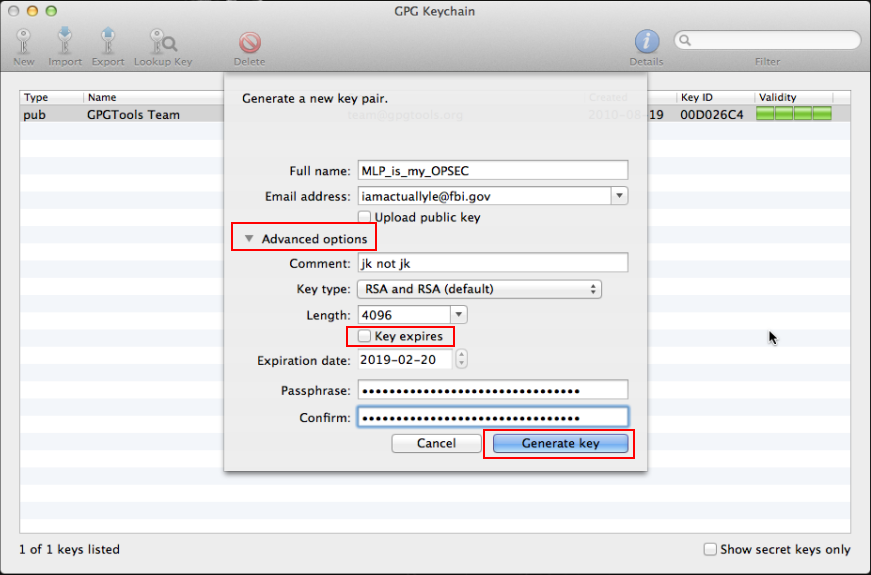 GPG Keychain
New Import Export Lookup Key Delete Details Filter
Type Name Created Key ID Validity
pub GPGTools Team team@gpgtools.org 2010-08-19 00D026C4
Generate a new key pair.
Full name: MLP_is_my_OPSEC
Email address: iamactuallyle@fbi.gov
Upload public key
Advanced options
Comment: jk not jk
Key type: RSA and RSA (default)
Length: 4096
Key expires
Expiration date: 2019-02-20
Passphrase: ••••••••••••••••••••••••••••••••
Confirm: ••••••••••••••••••••••••••••••••
Cancel Generate key
1 of 1 keys listed Show secret keys only